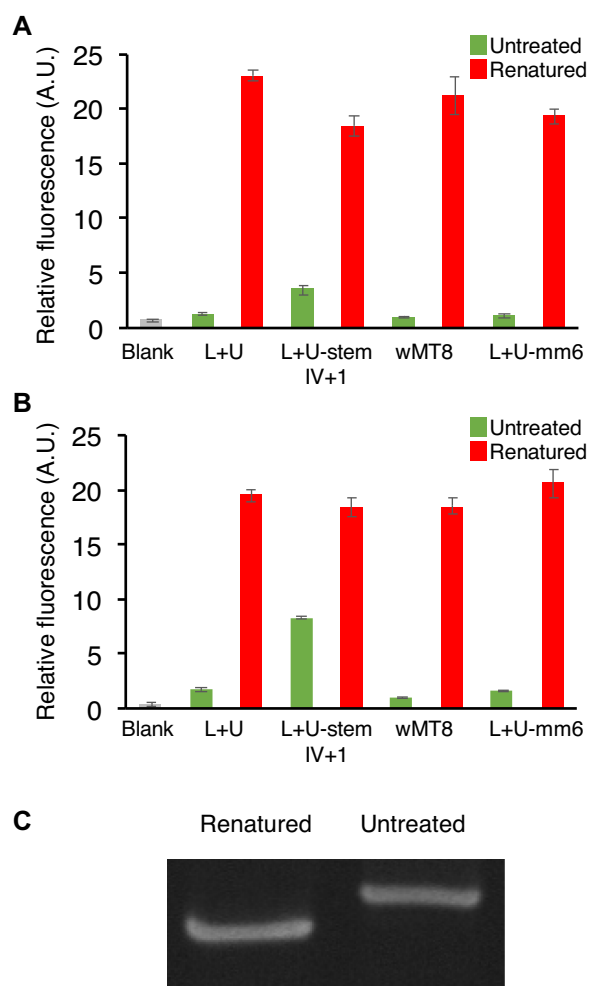 A
Untreated
Renatured
Relative fluorescence (A.U.)
25
20
15
10
5
0
Blank L+U L+U-stem wMT8 L+U-mm6
IV+1
B
Untreated
Renatured
Relative fluorescence (A.U.)
25
20
15
10
5
0
Blank L+U L+U-stem wMT8 L+U-mm6
IV+1
C
Renatured Untreated